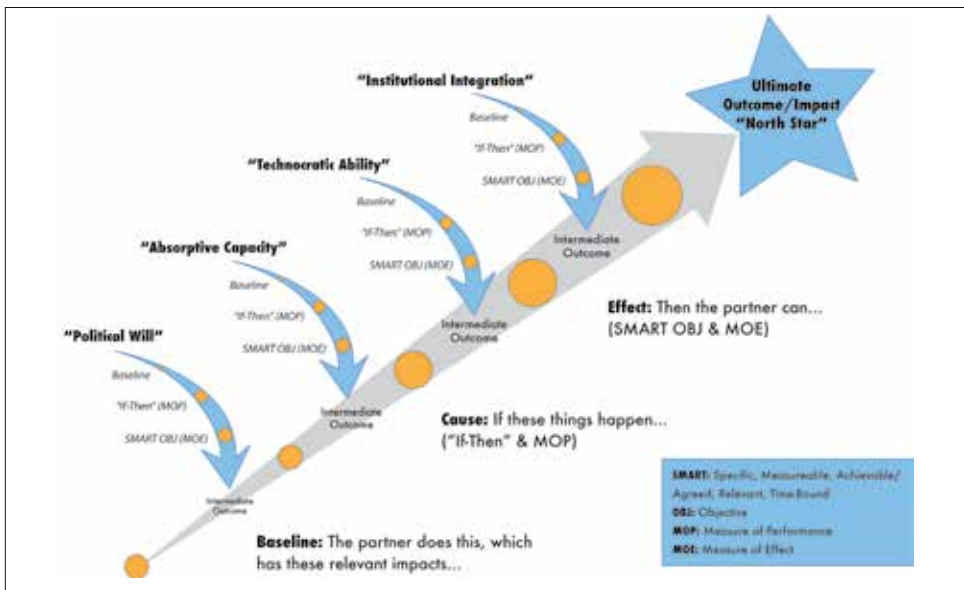 Ultimate
Outcome/Impact
"North Star"
"Institutional Integration"
Baseline
"If-Then" (MOP)
SMART OBJ (MOE)
Intermediate
Outcome
"Technocratic Ability"
Baseline
"If-Then" (MOP)
SMART OBJ (MOE)
Intermediate
Outcome
"Absorptive Capacity"
Baseline
"If-Then" (MOP)
SMART OBJ (MOE)
Intermediate
Outcome
"Political Will"
Baseline
"If-Then" (MOP)
SMART OBJ (MOE)
Intermediate
Outcome
Effect: Then the partner can...
(SMART OBJ & MOE)
Cause: If these things happen...
("If-Then" & MOP)
Baseline: The partner does this, which
has these relevant impacts...
SMART: Specific, Measureable, Achievable/
Agreed, Relevant, Time-Bound
OBJ: Objective
MOP: Measure of Performance
MOE: Measure of Effect